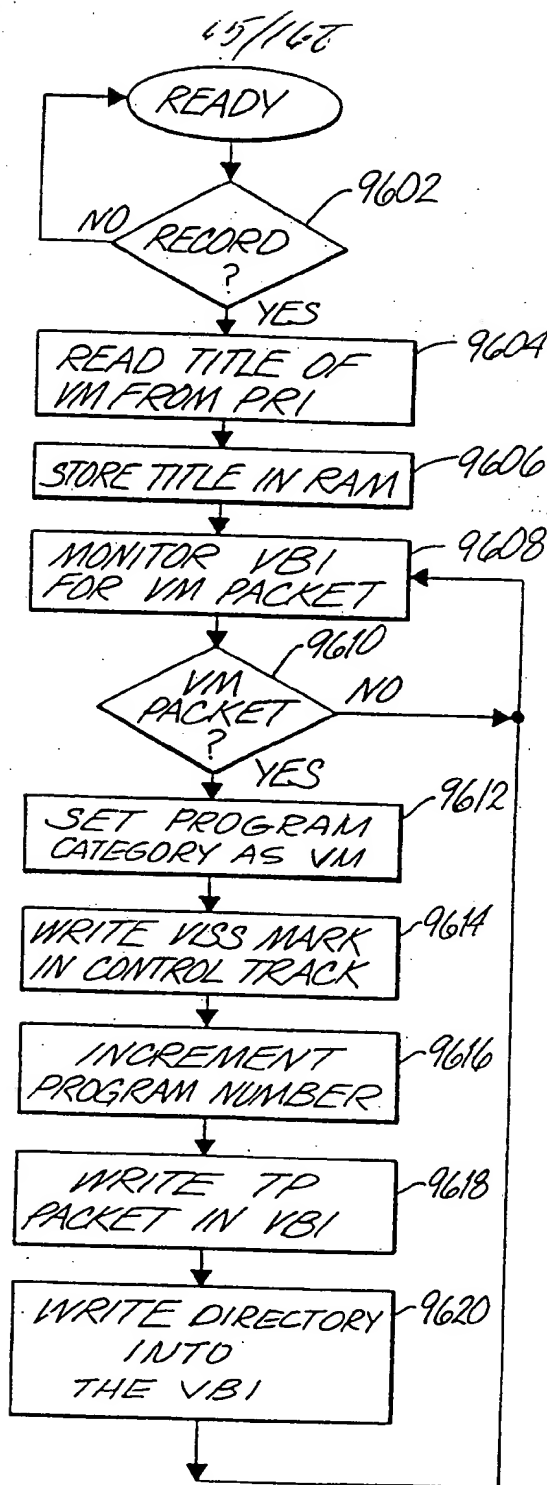 READY
9602
NO
RECORD
?
YES
9604
READ TITLE OF
VM FROM PRI
9606
STORE TITLE IN RAM
9608
MONITOR VBI
FOR VM PACKET
9610
VM
PACKET
?
NO
YES
9612
SET PROGRAM
CATEGORY AS VM
9614
WRITE VISS MARK
IN CONTROL TRACK
9616
INCREMENT
PROGRAM NUMBER
9618
WRITE TP
PACKET IN VBI
9620
WRITE DIRECTORY
INTO
THE VBI